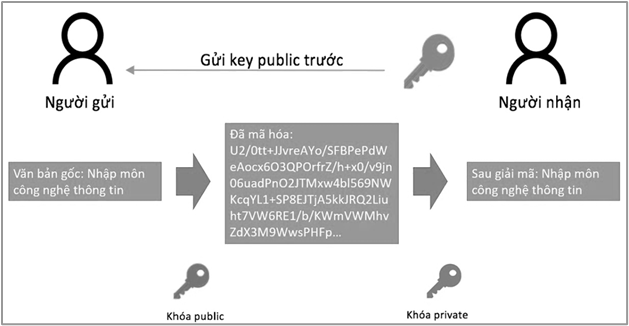 Gửi key public trước
Người gửi
Người nhận
Văn bản gốc: Nhập môn
công nghệ thông tin
Đã mã hóa:
U2/0tt+JJvreAYo/SFBPePdW
eAocx6O3QPOrfrZ/h+x0/v9jn
06uadPnO2JTMxw4bl569NW
KcqYL1+SP8EJTjA5kkJRQ2Liu
ht7VW6RE1/b/KWmVWMhv
ZdX3M9WwsPHFp...
Sau giải mã: Nhập môn
công nghệ thông tin
Khóa public
Khóa private